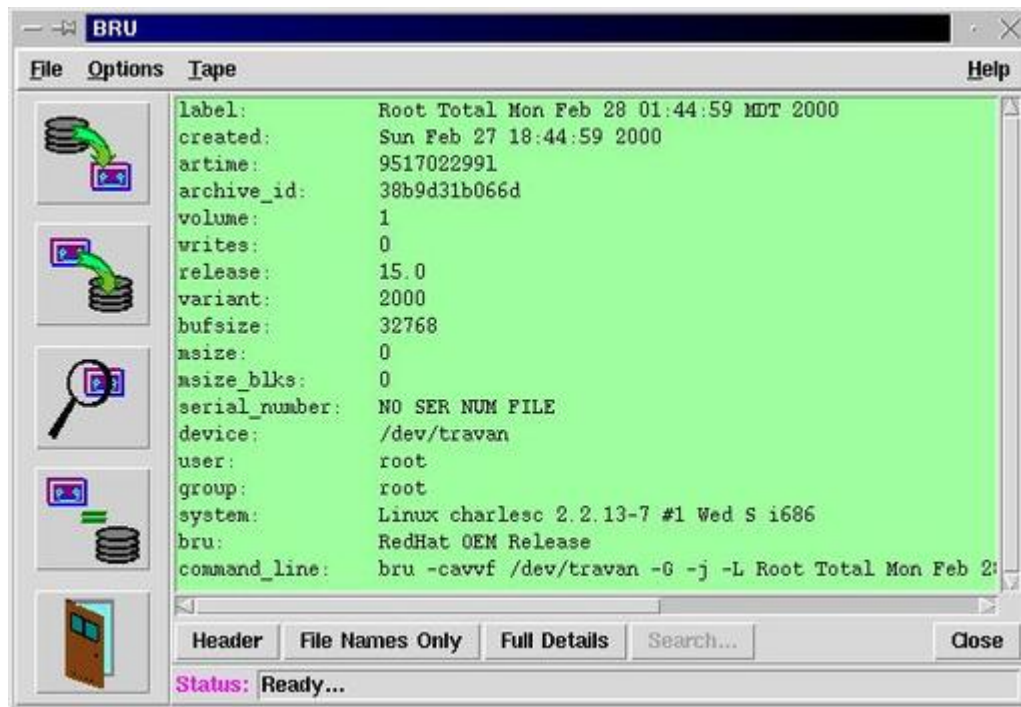 BRU
File Options Tape Help
label: Root Total Mon Feb 28 01:44:59 MDT 2000
created: Sun Feb 27 18:44:59 2000
artime: 951702299l
archive_id: 38b9d31b066d
volume: 1
writes: 0
release: 15.0
variant: 2000
bufsize: 32768
msize: 0
msize_blks: 0
serial_number: NO SER NUM FILE
device: /dev/travan
user: root
group: root
system: Linux charlesc 2.2.13-7 #1 Wed S i686
bru: RedHat OEM Release
command_line: bru -cavvf /dev/travan -G -j -L Root Total Mon Feb 2
Header File Names Only Full Details Search... Close
Status: Ready...